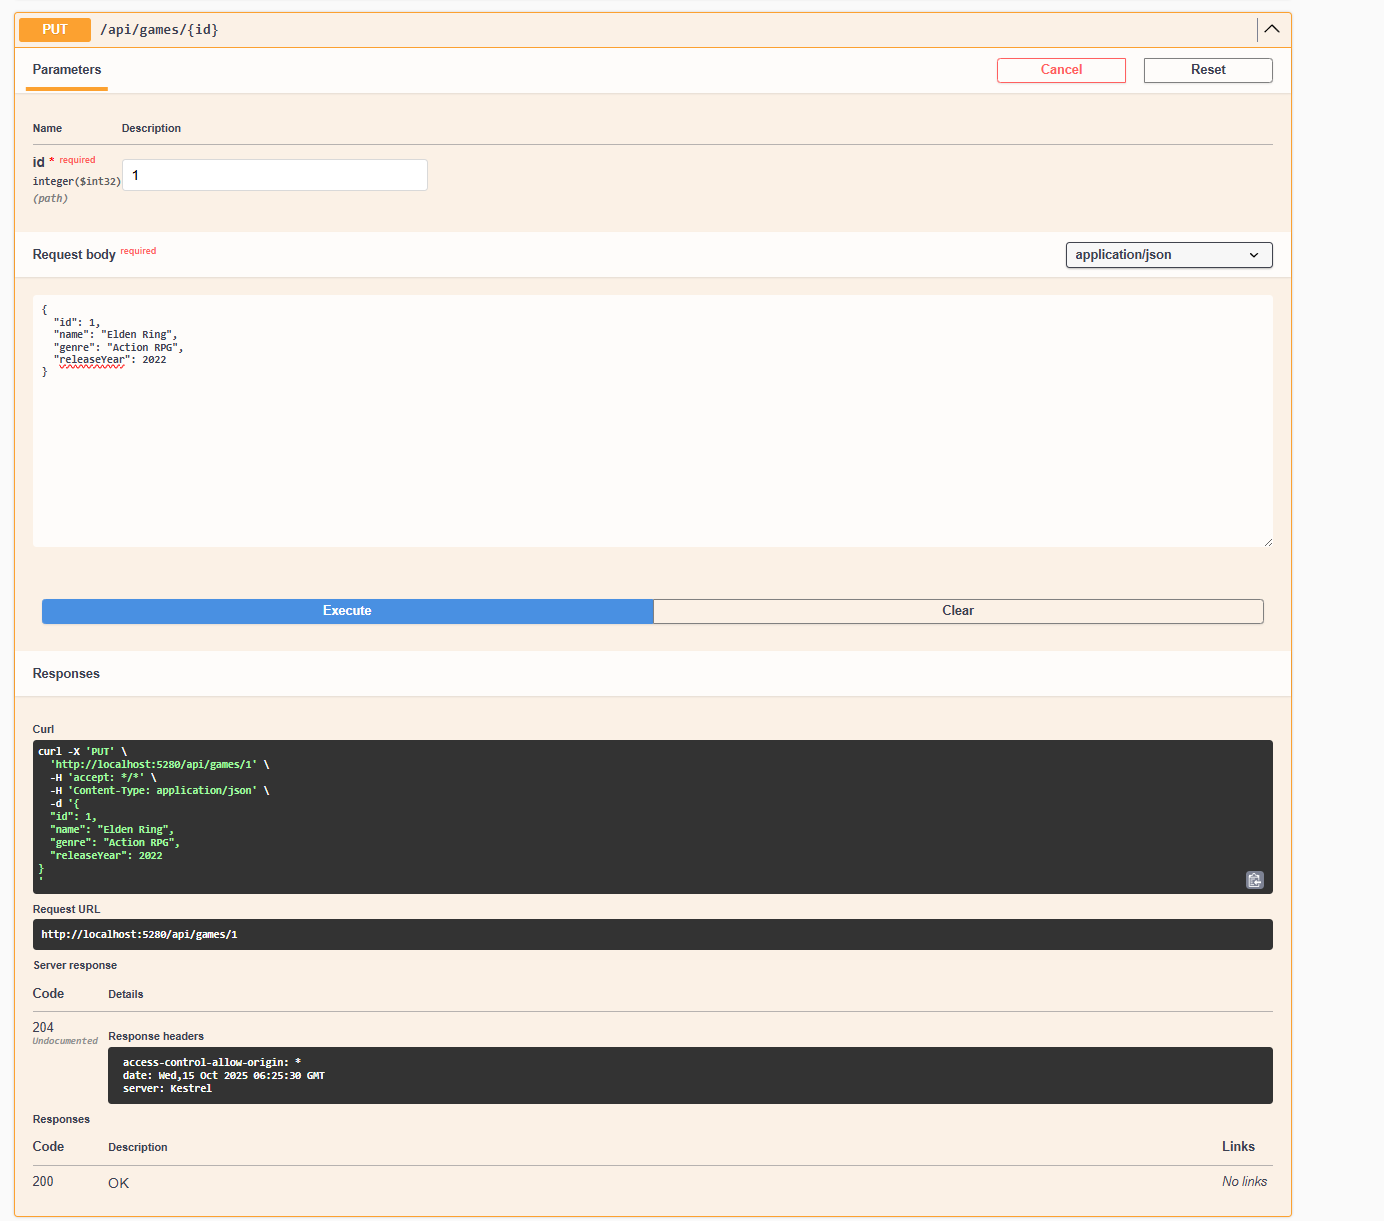 PUT /api/games/{id}
Parameters
Cancel
Reset
Name Description
id * required
integer($int32)
(path)
1
Request body required
application/json
{
  "id": 1,
  "name": "Elden Ring",
  "genre": "Action RPG",
  "releaseYear": 2022
}
Execute
Clear
Responses
Curl
curl -X 'PUT' \
  'http://localhost:5280/api/games/1' \
  -H 'accept: */*' \
  -H 'Content-Type: application/json' \
  -d '{
  "id": 1,
  "name": "Elden Ring",
  "genre": "Action RPG",
  "releaseYear": 2022
}
'
Request URL
http://localhost:5280/api/games/1
Server response
Code Details
204
Undocumented
Response headers
access-control-allow-origin: *
date: Wed,15 Oct 2025 06:25:30 GMT
server: Kestrel
Responses
Code Description Links
200 OK No links